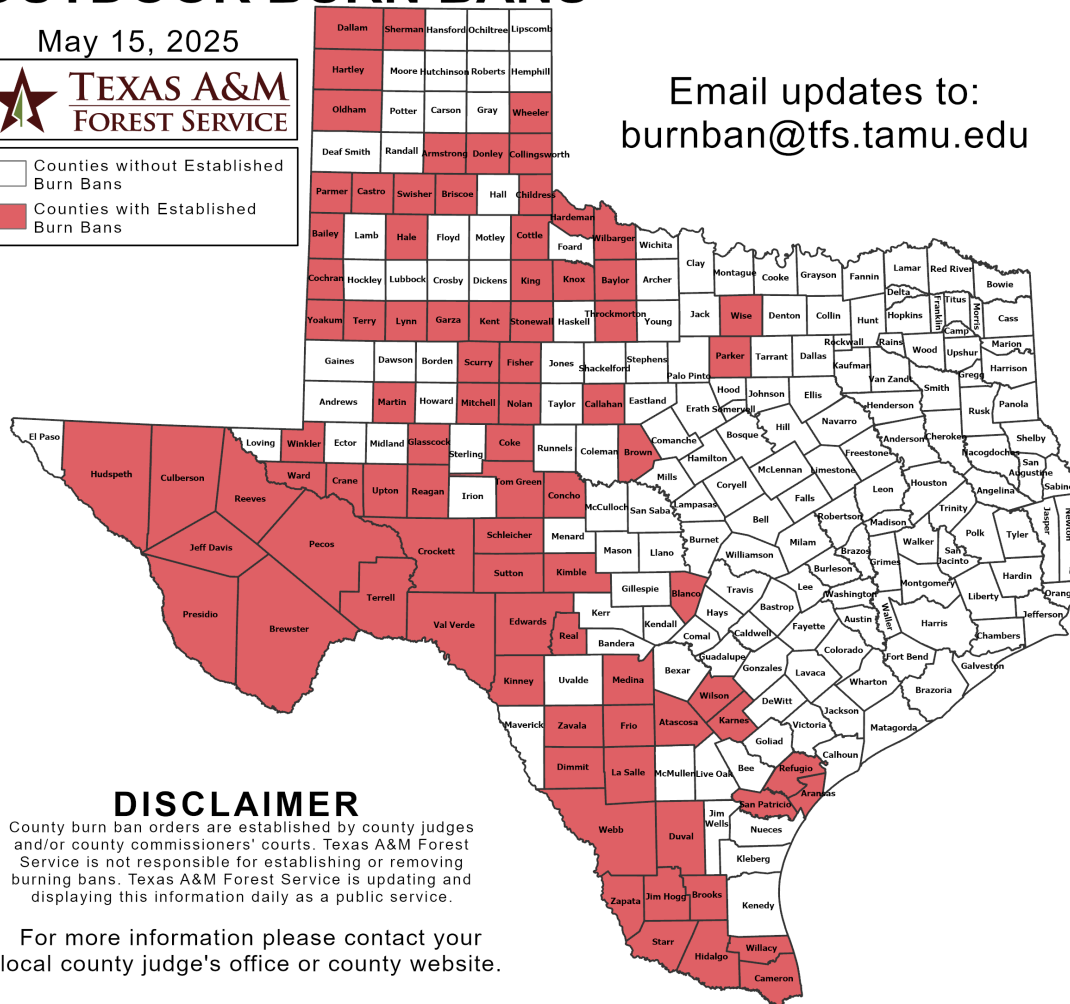 OUTDOOR BURN BANS
May 15, 2025
TEXAS A&M
FOREST SERVICE
Counties without Established
Burn Bans
Counties with Established
Burn Bans
Email updates to:
burnban@tfs.tamu.edu
Dallam Sherman Hansford Ochiltree Lipscomb
Hartley Moore Hutchinson Roberts Hemphill
Oldham Potter Carson Gray Wheeler
Deaf Smith Randall Armstrong Donley Collingsworth
Parmer Castro Swisher Briscoe Hall Childress
Hardeman
Bailey Lamb Hale Floyd Motley Cottle Foard Wilbarger Wichita
Clay Montague Cooke Grayson Fannin Lamar Red River Bowie
Cochran Hockley Lubbock Crosby Dickens King Knox Baylor Archer
Delta Franklin Titus Morris Cass
Yoakum Terry Lynn Garza Kent Stonewall Haskell Throckmorton Young Jack Wise Denton Collin Hunt Hopkins Camp
Rockwall Rains Wood Upshur Marion
Gaines Dawson Borden Scurry Fisher Jones Shackelford Stephens Palo Pinto Parker Tarrant Dallas Kaufman Van Zandt Gregg Harrison
Smith
Andrews Martin Howard Mitchell Nolan Taylor Callahan Eastland Erath Hood Somervell Johnson Ellis Henderson Rusk Panola
El Paso Loving Winkler Ector Midland Glasscock Sterling Coke Runnels Coleman Brown Comanche Bosque Hill Navarro Anderson Cherokee Nacogdoches Shelby
Hamilton Freestone San
Augustine Sabine
Hudspeth Culberson Reeves Ward Crane Upton Reagan Irion Tom Green Concho McCulloch San Saba Mills Lampasas Coryell McLennan Limestone Falls Leon Houston Angelina
Trinity Jasper Newton
Jeff Davis Pecos Crockett Schleicher Menard Mason Llano Burnet Bell Milam Robertson Brazos Madison Grimes Walker San
Jacinto Polk Tyler
Williamson Burleson Montgomery Liberty Hardin
Terrell Sutton Kimble Gillespie Blanco Travis Lee Washington Waller Orange
Presidio Brewster Val Verde Edwards Real Kerr Kendall Hays Bastrop Fayette Austin Harris Jefferson
Bandera Comal Caldwell Colorado Chambers
Guadalupe Fort Bend Galveston
Kinney Uvalde Medina Bexar Gonzales Lavaca Wharton Brazoria
Wilson DeWitt
Maverick Zavala Frio Atascosa Karnes Victoria Jackson Matagorda
Goliad Calhoun
Dimmit La Salle McMullen Live Oak Bee Refugio
Aransas
Webb Duval Jim
Wells San Patricio
Nueces
Kleberg
Zapata Jim Hogg Brooks Kenedy
Starr Hidalgo Willacy
Cameron
DISCLAIMER
County burn ban orders are established by county judges
and/or county commissioners' courts. Texas A&M Forest
Service is not responsible for establishing or removing
burning bans. Texas A&M Forest Service is updating and
displaying this information daily as a public service.
For more information please contact your
local county judge's office or county website.